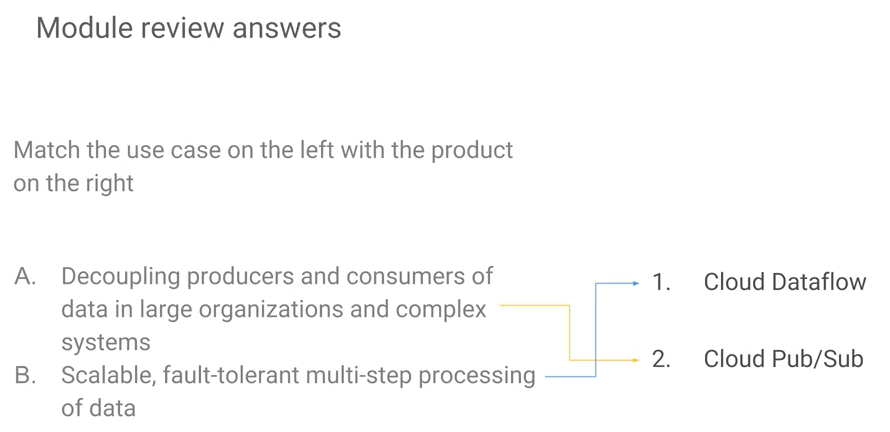 Module review answers
Match the use case on the left with the product
on the right
A. Decoupling producers and consumers of
data in large organizations and complex
systems
B. Scalable, fault-tolerant multi-step processing
of data
1. Cloud Dataflow
2. Cloud Pub/Sub